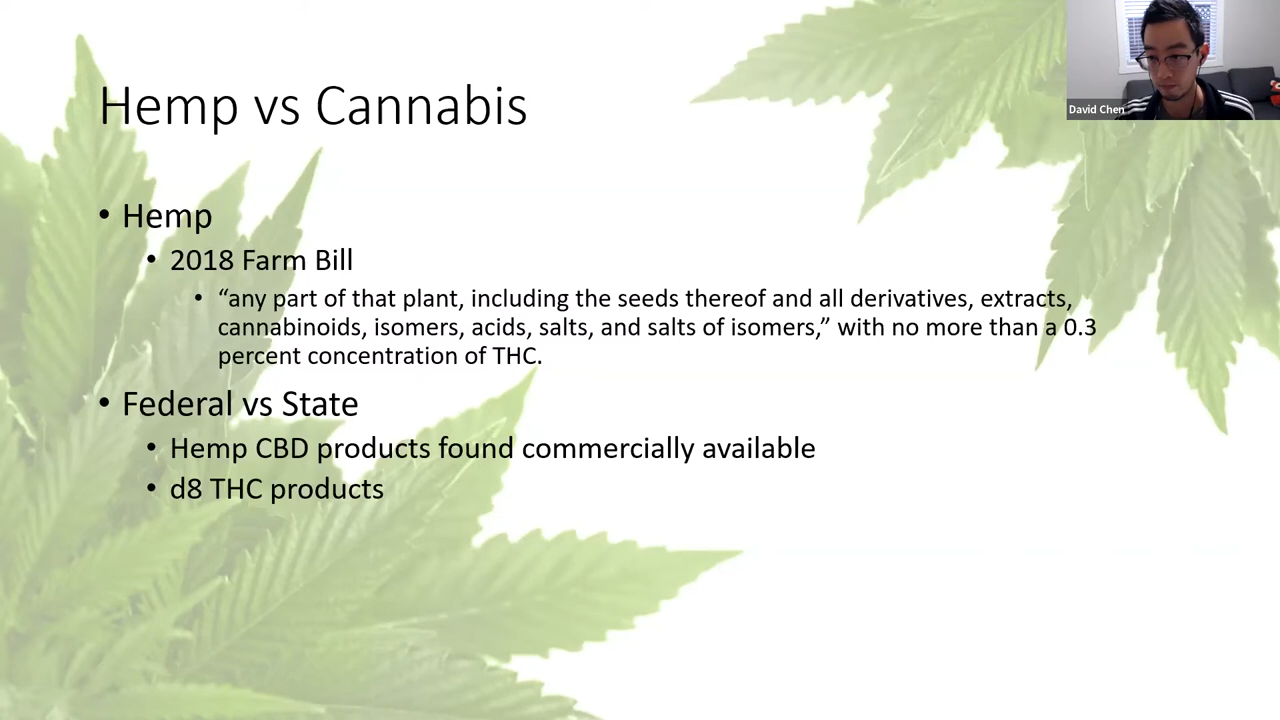 David Chen
Hemp vs Cannabis
• Hemp
• 2018 Farm Bill
• “any part of that plant, including the seeds thereof and all derivatives, extracts,
cannabinoids, isomers, acids, salts, and salts of isomers,” with no more than a 0.3
percent concentration of THC.
• Federal vs State
• Hemp CBD products found commercially available
• d8 THC products